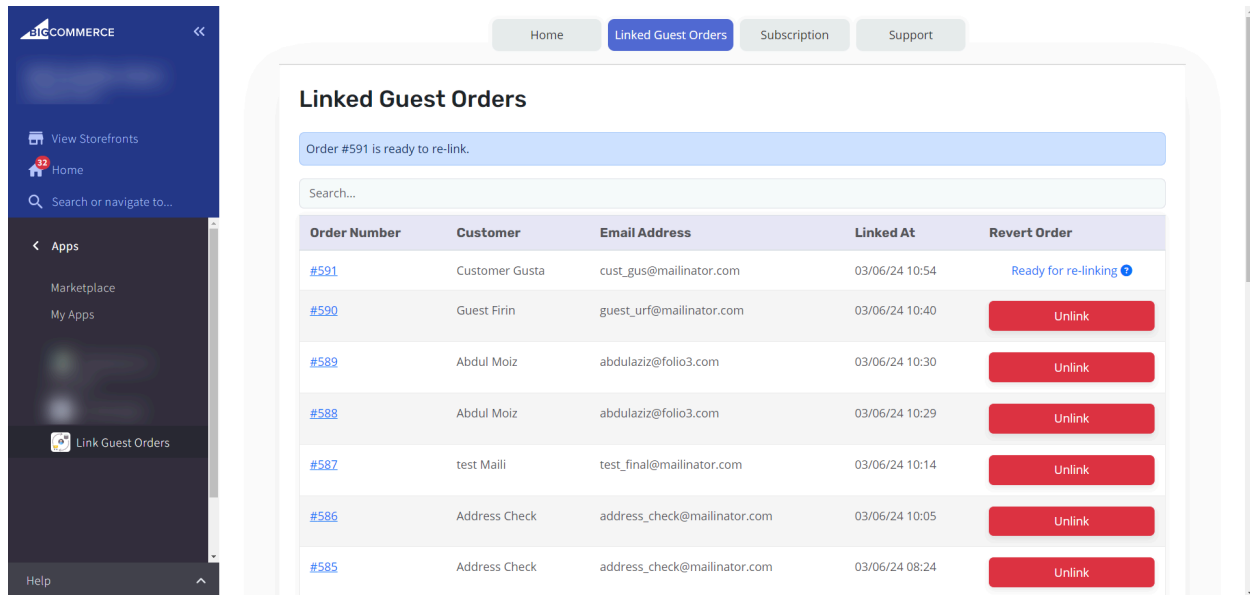 BIGCOMMERCE
View Storefronts
32
Home
Search or navigate to...
Apps
Marketplace
My Apps
Link Guest Orders
Help
Home Linked Guest Orders Subscription Support
Linked Guest Orders
Order #591 is ready to re-link.
Search...
Order Number Customer Email Address Linked At Revert Order
#591 Customer Gusta cust_gus@mailinator.com 03/06/24 10:54 Ready for re-linking ?
#590 Guest Firin guest_urf@mailinator.com 03/06/24 10:40 Unlink
#589 Abdul Moiz abdulaziz@folio3.com 03/06/24 10:30 Unlink
#588 Abdul Moiz abdulaziz@folio3.com 03/06/24 10:29 Unlink
#587 test Maili test_final@mailinator.com 03/06/24 10:14 Unlink
#586 Address Check address_check@mailinator.com 03/06/24 10:05 Unlink
#585 Address Check address_check@mailinator.com 03/06/24 08:24 Unlink